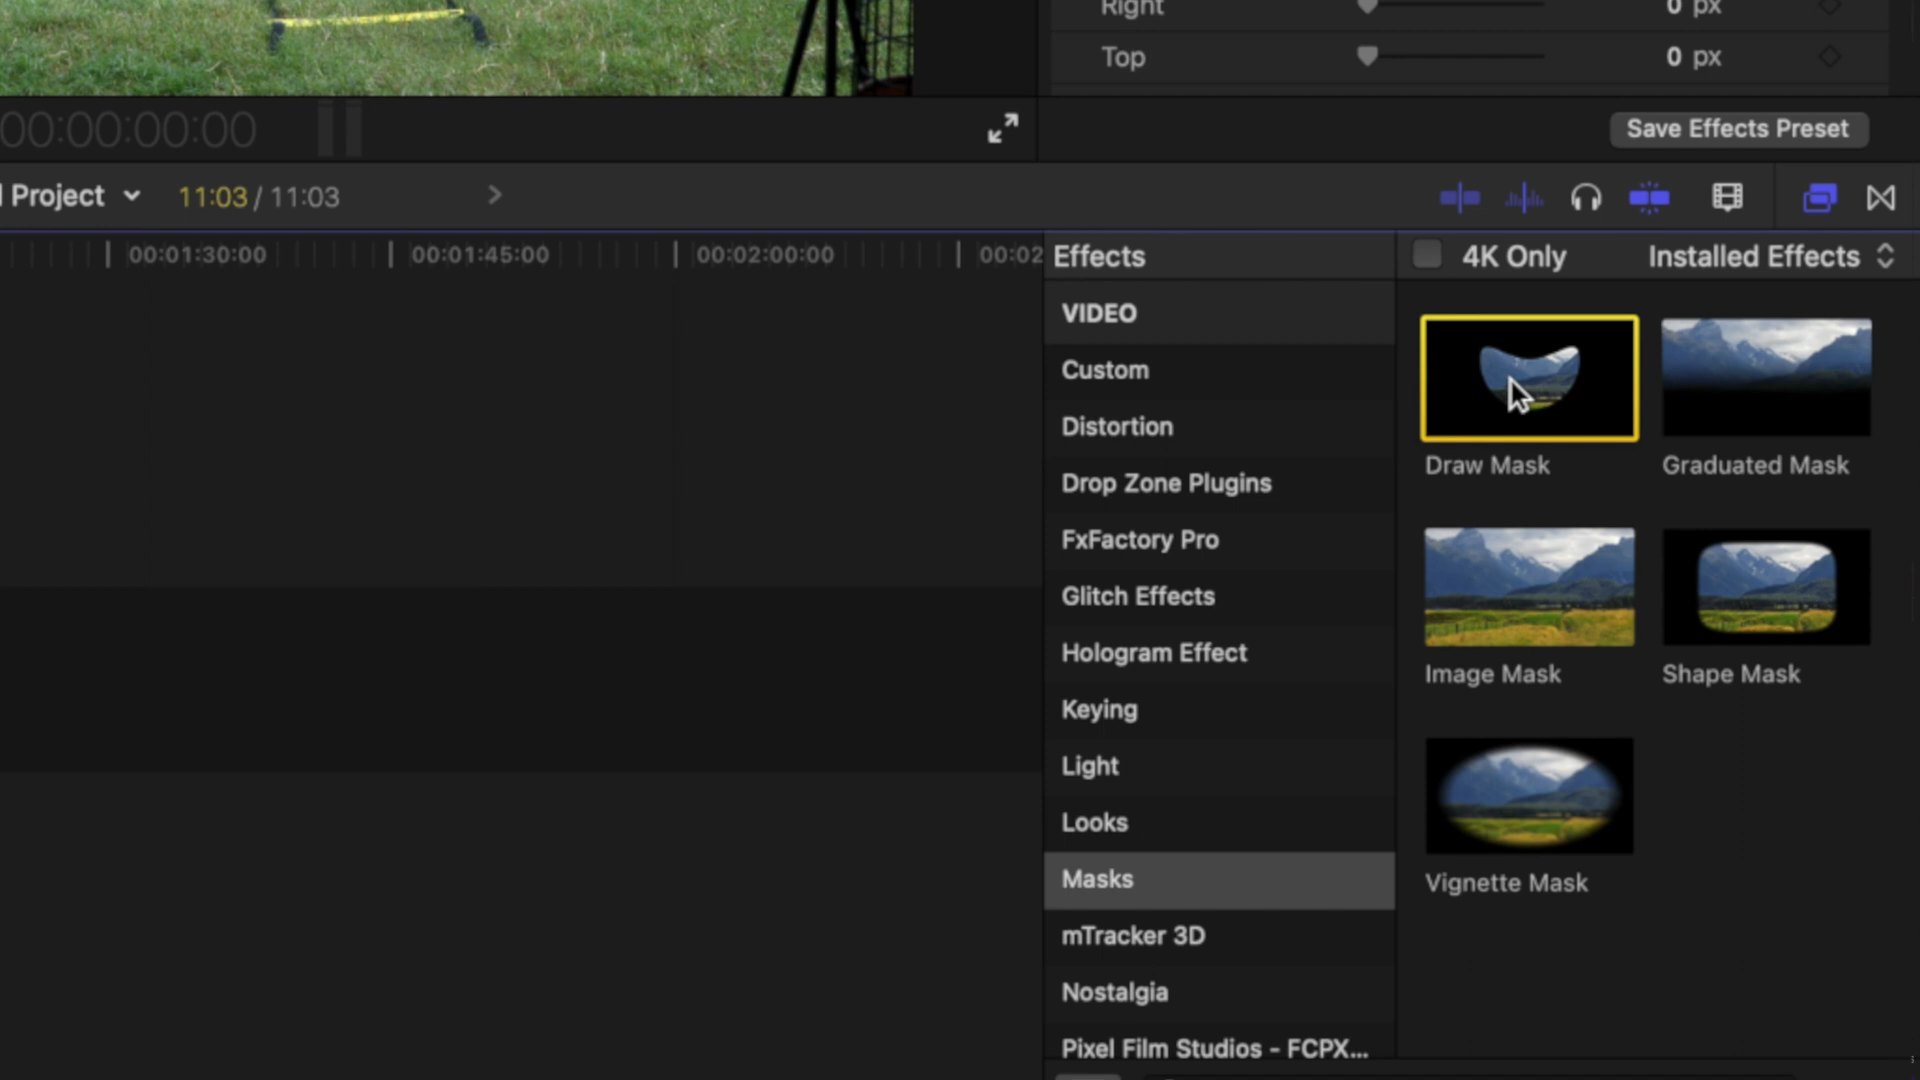 Right 0 px
Top 0 px
00:00:00:00
Save Effects Preset
Project 11:03 / 11:03
00:01:30:00 00:01:45:00 00:02:00:00 00:02
Effects
4K Only Installed Effects
VIDEO
Custom
Distortion
Drop Zone Plugins
FxFactory Pro
Glitch Effects
Hologram Effect
Keying
Light
Looks
Masks
mTracker 3D
Nostalgia
Pixel Film Studios - FCPX...
Draw Mask Graduated Mask
Image Mask Shape Mask
Vignette Mask